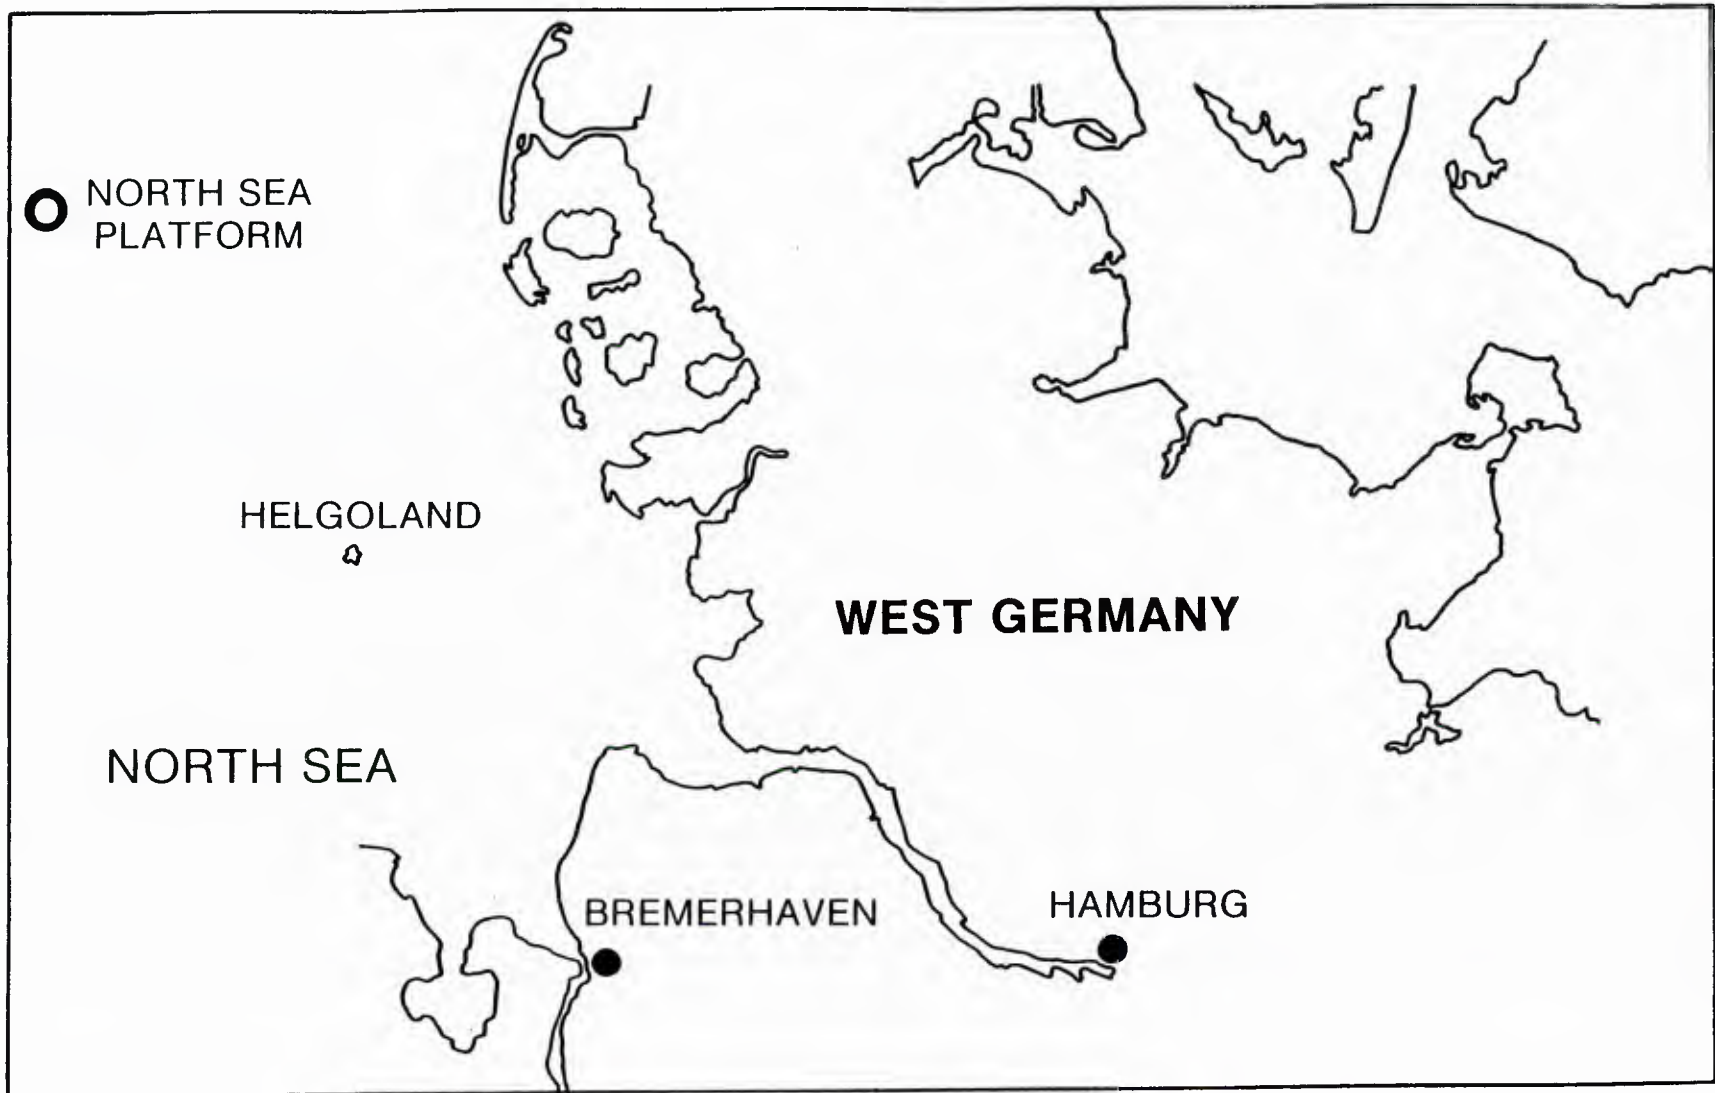 NORTH SEA
PLATFORM
HELGOLAND
WEST GERMANY
NORTH SEA
BREMERHAVEN
HAMBURG